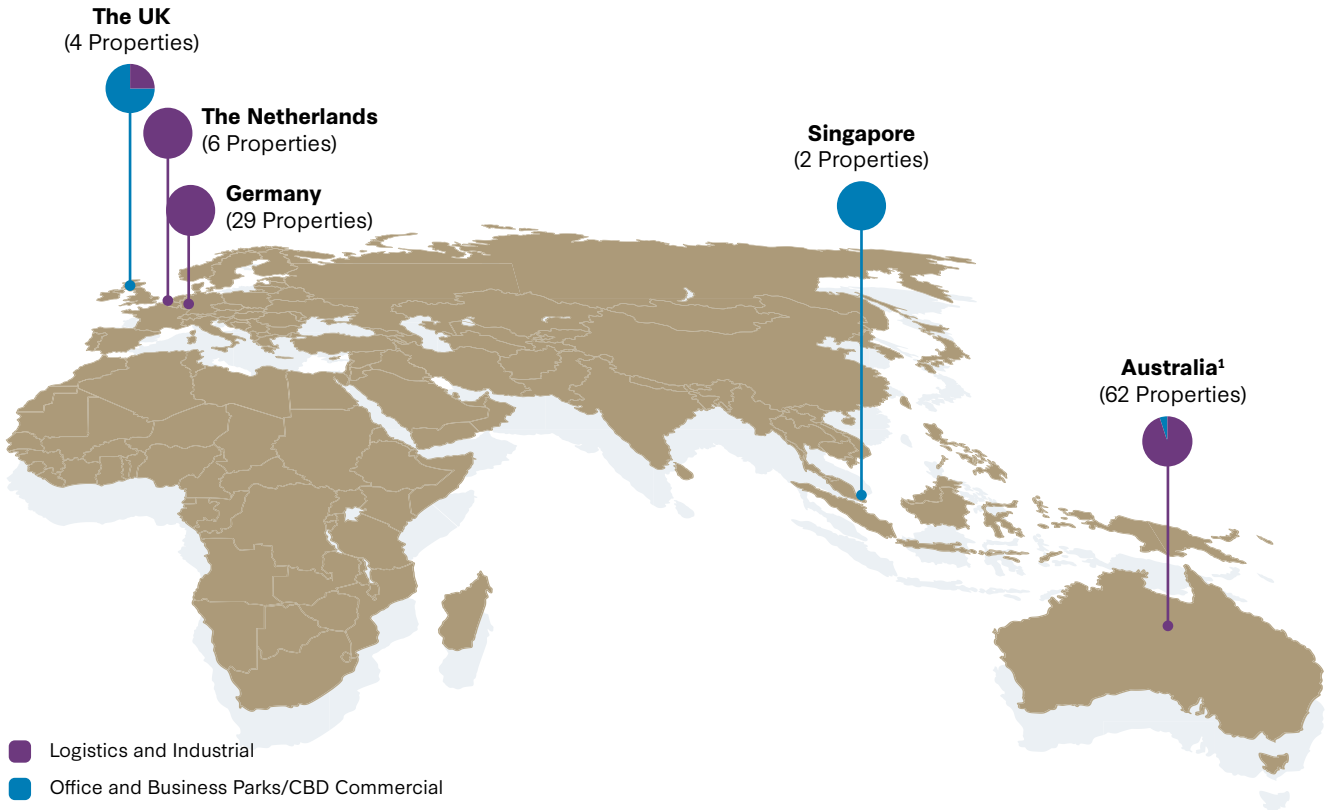 The UK
(4 Properties)
The Netherlands
(6 Properties)
Germany
(29 Properties)
Singapore
(2 Properties)
Australia¹
(62 Properties)
Logistics and Industrial
Office and Business Parks/CBD Commercial